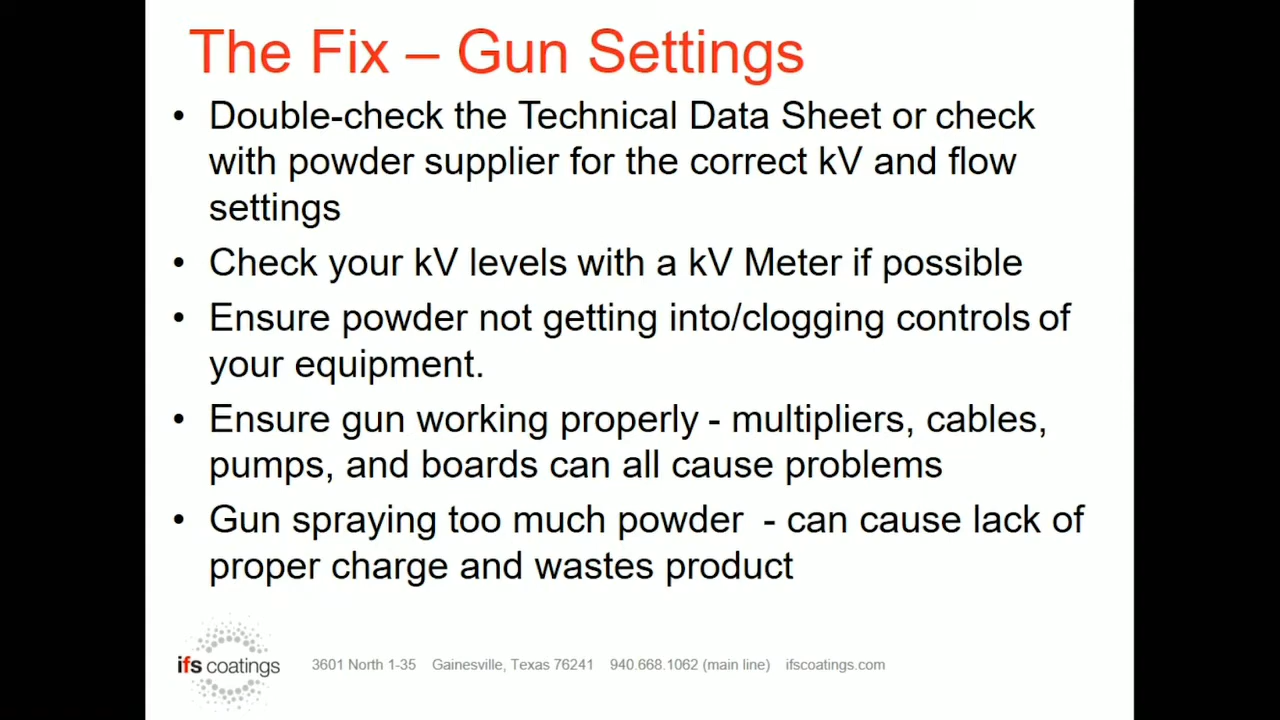 The Fix – Gun Settings
• Double-check the Technical Data Sheet or check
with powder supplier for the correct kV and flow
settings
• Check your kV levels with a kV Meter if possible
• Ensure powder not getting into/clogging controls of
your equipment.
• Ensure gun working properly - multipliers, cables,
pumps, and boards can all cause problems
• Gun spraying too much powder  - can cause lack of
proper charge and wastes product
ifs coatings
3601 North 1-35 Gainesville, Texas 76241 940.668.1062 (main line) ifscoatings.com